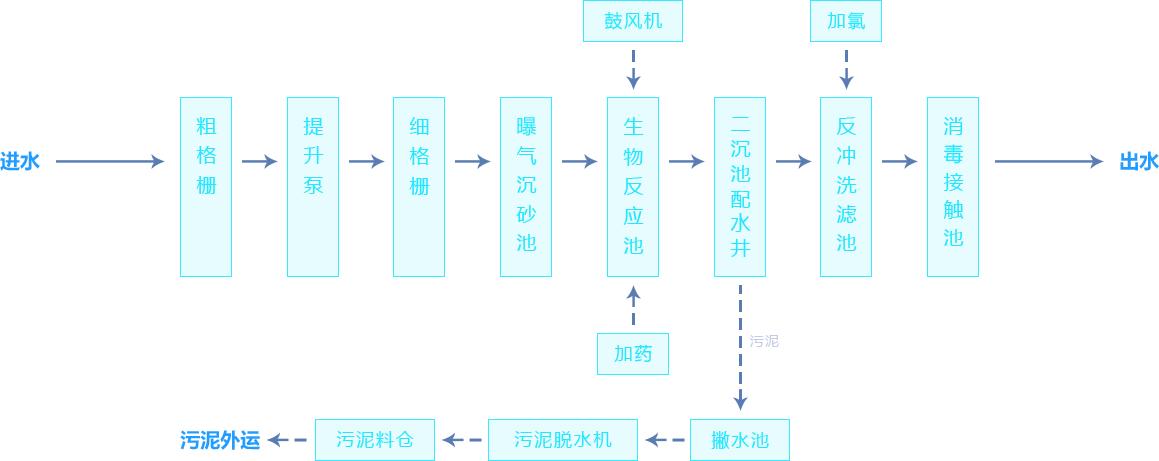 鼓风机
加氯
进水
粗格栅
提升泵
细格栅
曝气沉砂池
生物反应池
二沉池配水井
反冲洗滤池
消毒接触池
出水
污泥
加药
污泥外运
污泥料仓
污泥脱水机
撇水池